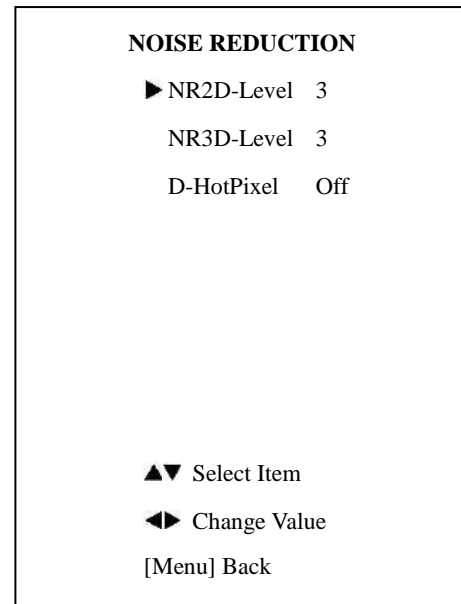 NOISE REDUCTION
▶ NR2D-Level 3
NR3D-Level 3
D-HotPixel Off
▲▼ Select Item
◀▶ Change Value
[Menu] Back